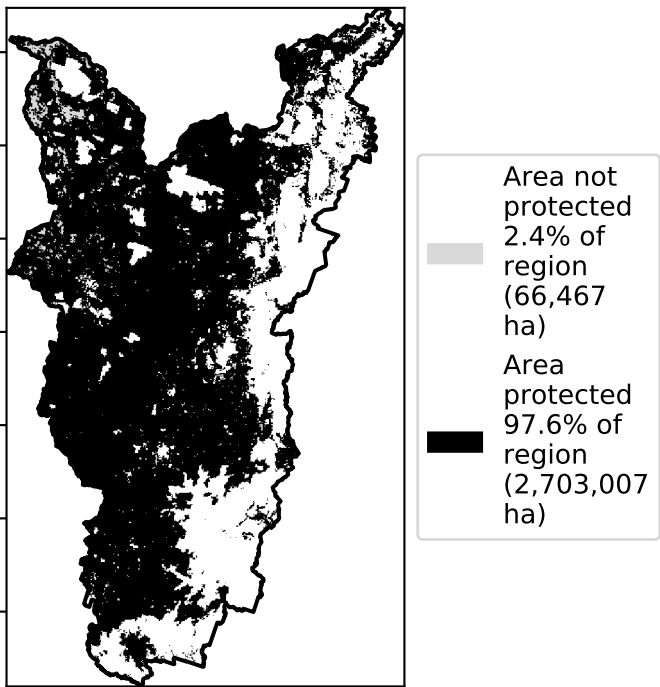 Area not
protected
2.4% of
region
(66,467
ha)
Area
protected
97.6% of
region
(2,703,007
ha)